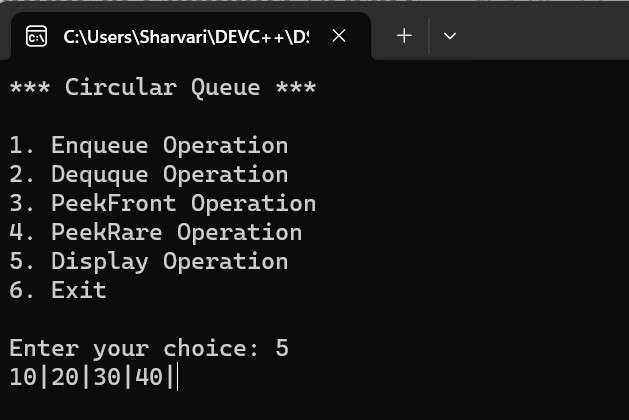 C:\Users\Sharvari\DEVC++\DS
*** Circular Queue ***
1. Enqueue Operation
2. Dequque Operation
3. PeekFront Operation
4. PeekRare Operation
5. Display Operation
6. Exit
Enter your choice: 5
10|20|30|40|